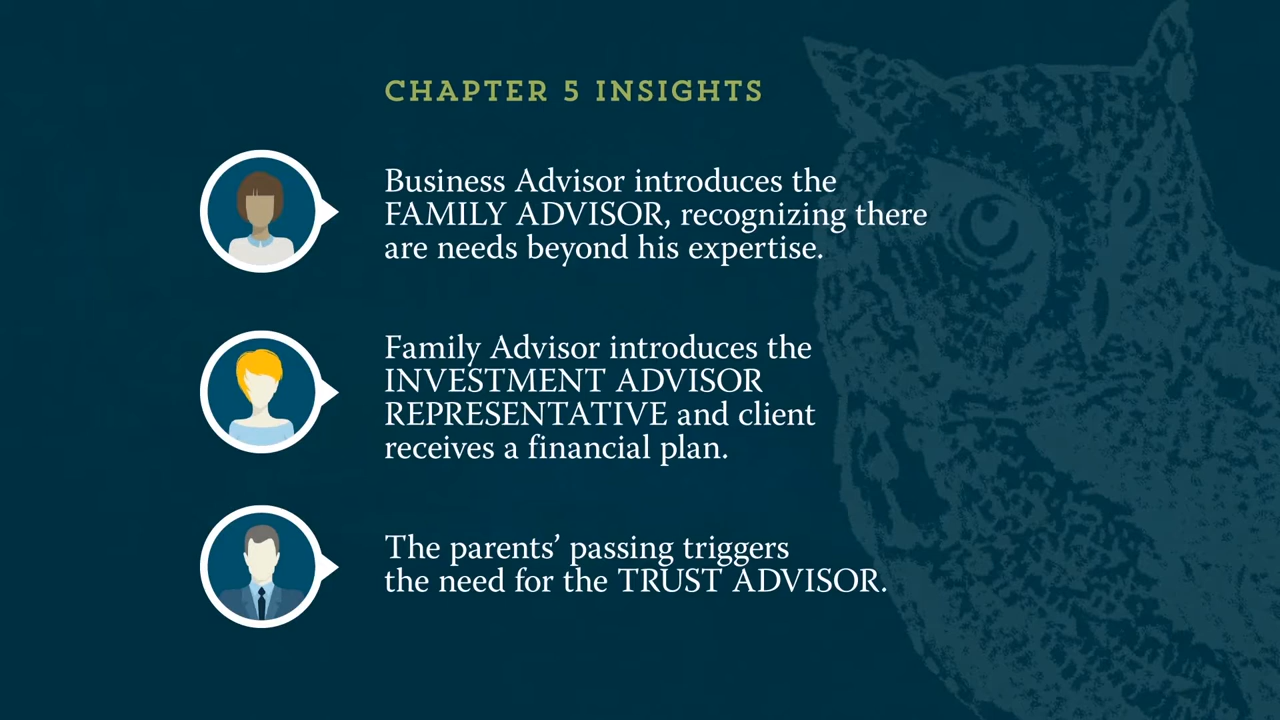 CHAPTER 5 INSIGHTS
Business Advisor introduces the
FAMILY ADVISOR, recognizing there
are needs beyond his expertise.
Family Advisor introduces the
INVESTMENT ADVISOR
REPRESENTATIVE and client
receives a financial plan.
The parents’ passing triggers
the need for the TRUST ADVISOR.